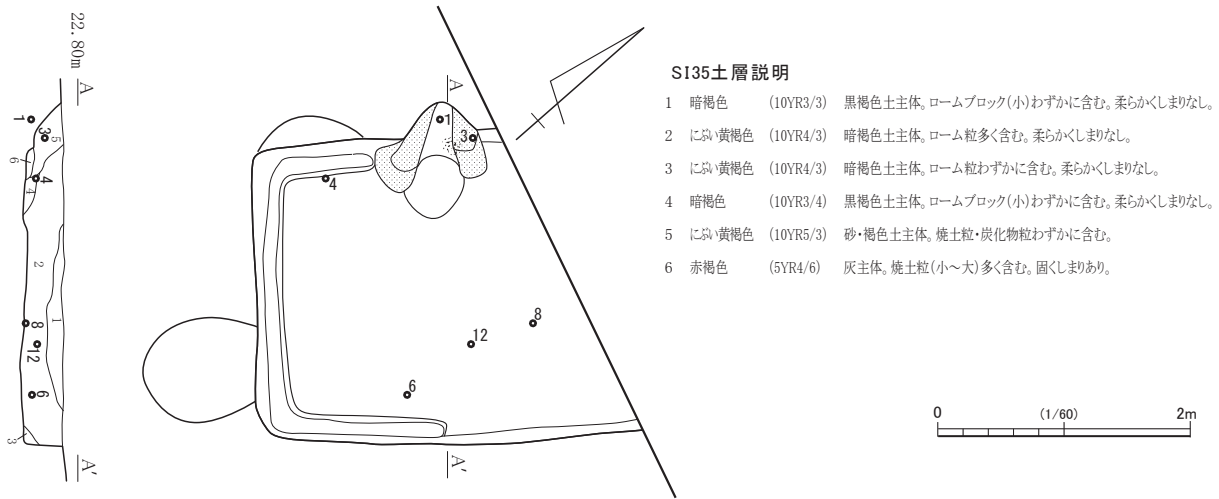 22.80m
A
1
3
5
6
4
4
2
1
8
12
6
3
A'
A
1
3
4
8
12
6
A'
SI35土層説明
1 暗褐色 (10YR3/3) 黒褐色土主体。ロームブロック(小)わずかに含む。柔らかくしまりなし。
2 にぶい黄褐色 (10YR4/3) 暗褐色土主体。ローム粒多く含む。柔らかくしまりなし。
3 にぶい黄褐色 (10YR4/3) 暗褐色土主体。ローム粒わずかに含む。柔らかくしまりなし。
4 暗褐色 (10YR3/4) 黒褐色土主体。ロームブロック(小)わずかに含む。柔らかくしまりなし。
5 にぶい黄褐色 (10YR5/3) 砂・褐色土主体。焼土粒・炭化物粒わずかに含む。
6 赤褐色 (5YR4/6) 灰主体。焼土粒(小～大)多く含む。固くしまりあり。
0 (1/60) 2m